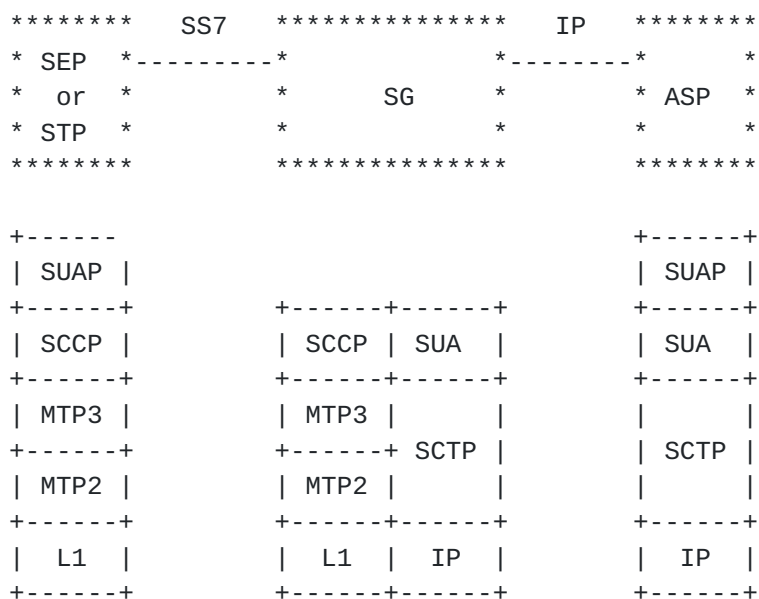 ********   SS7   ***************   IP   ********
* SEP  *---------*             *--------*      *
*  or  *         *      SG     *        * ASP  *
* STP  *         *             *        *      *
********         ***************        ********

+------                                 +------+
| SUAP |                                | SUAP |
+------+         +------+------+        +------+
| SCCP |         | SCCP | SUA  |        | SUA  |
+------+         +------+------+        +------+
| MTP3 |         | MTP3 |      |        |      |
+------+         +------+ SCTP |        | SCTP |
| MTP2 |         | MTP2 |      |        |      |
+------+         +------+------+        +------+
|  L1  |         |  L1  |  IP  |        |  IP  |
+------+         +------+------+        +------+